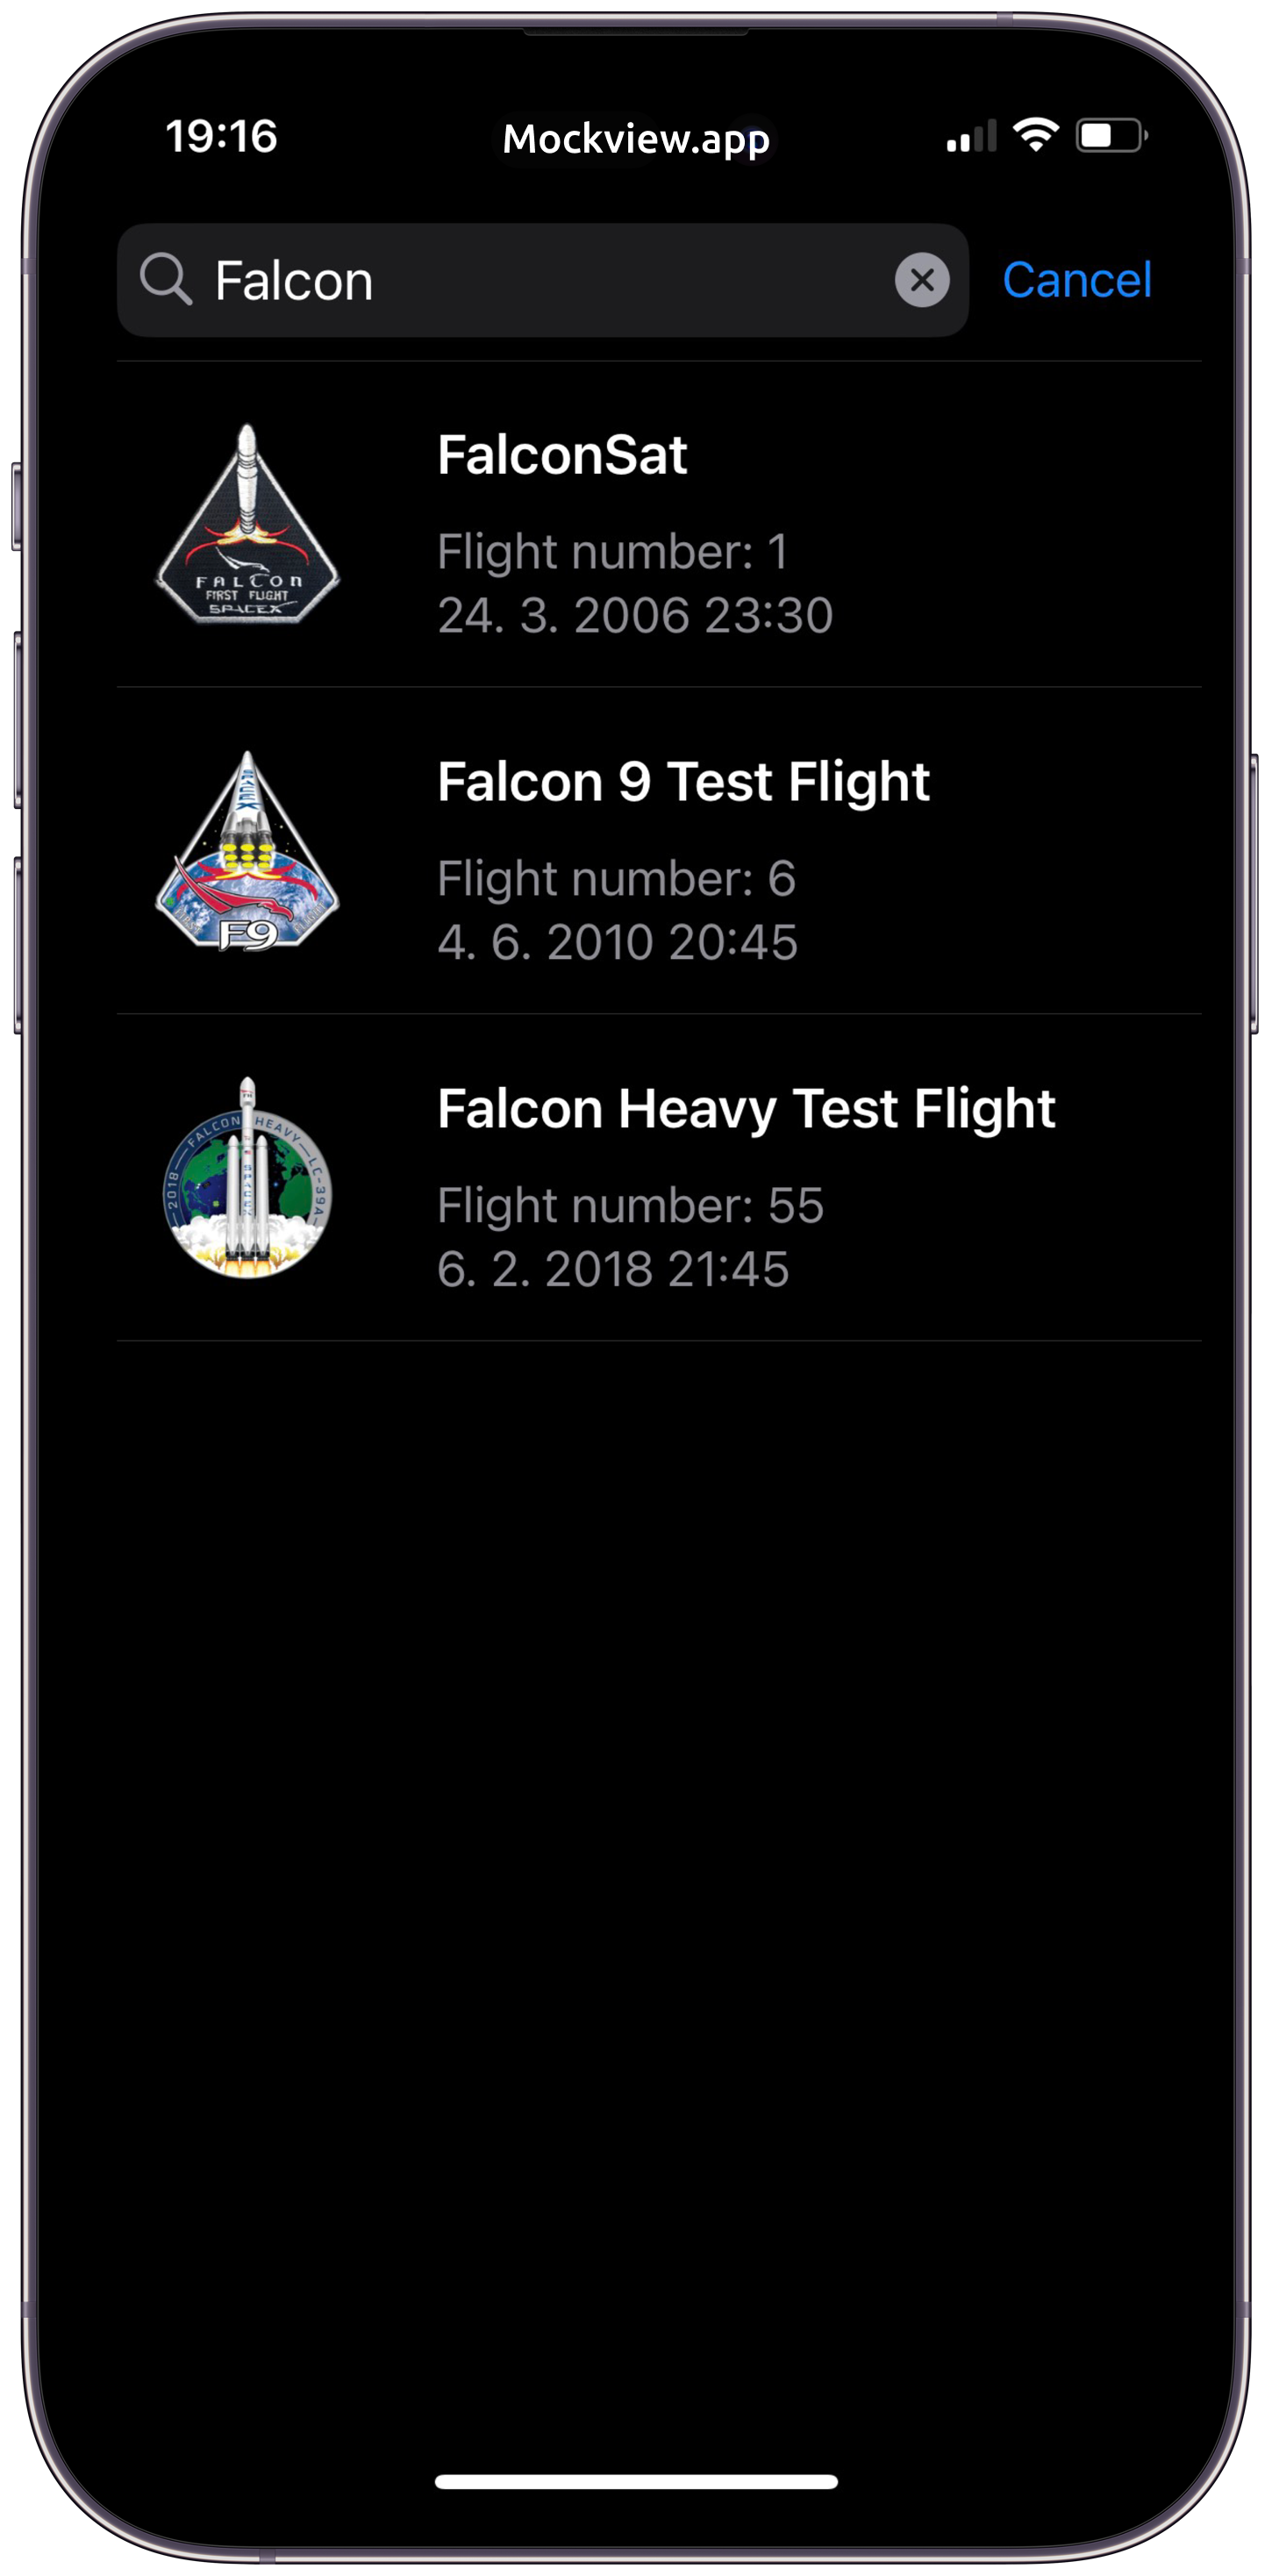 19:16
Mockview.app
Falcon
Cancel
FALCON
FIRST FLIGHT
SPACEX
FalconSat
Flight number: 1
24. 3. 2006 23:30
SPACEX
F9
Falcon 9 Test Flight
Flight number: 6
4. 6. 2010 20:45
2018 FALCON HEAVY LC-39A
SPACEX
Falcon Heavy Test Flight
Flight number: 55
6. 2. 2018 21:45